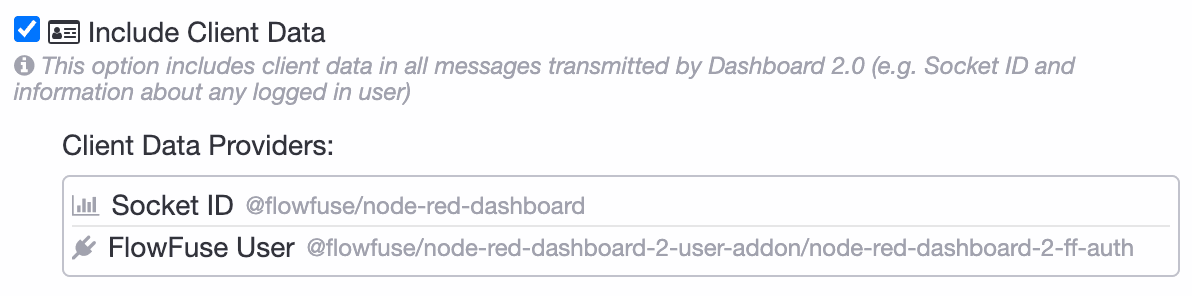 Include Client Data
This option includes client data in all messages transmitted by Dashboard 2.0 (e.g. Socket ID and
information about any logged in user)
Client Data Providers:
Socket ID @flowfuse/node-red-dashboard
FlowFuse User @flowfuse/node-red-dashboard-2-user-addon/node-red-dashboard-2-ff-auth